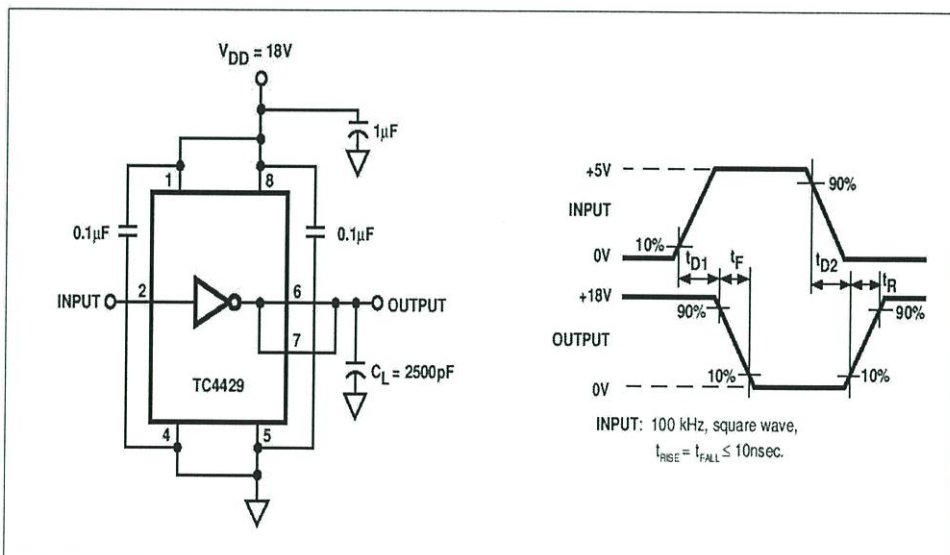 V_DD = 18V
1µF
1
8
0.1µF
0.1µF
INPUT
2
6
OUTPUT
7
C_L = 2500pF
TC4429
4
5
+5V
90%
INPUT
0V
10%
t_D1
t_F
t_D2
t_R
+18V
90%
90%
OUTPUT
10%
10%
0V
INPUT: 100 kHz, square wave,
t_RISE = t_FALL ≤ 10nsec.